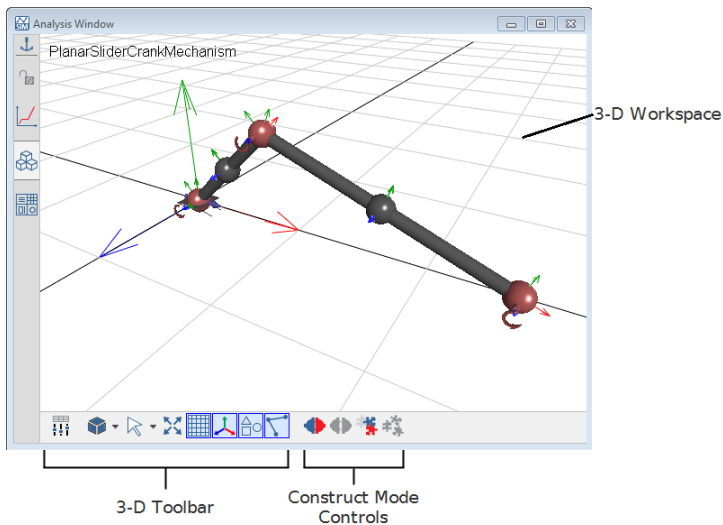 Analysis Window
PlanarSliderCrankMechanism
3-D Workspace
3-D Toolbar
Construct Mode
Controls